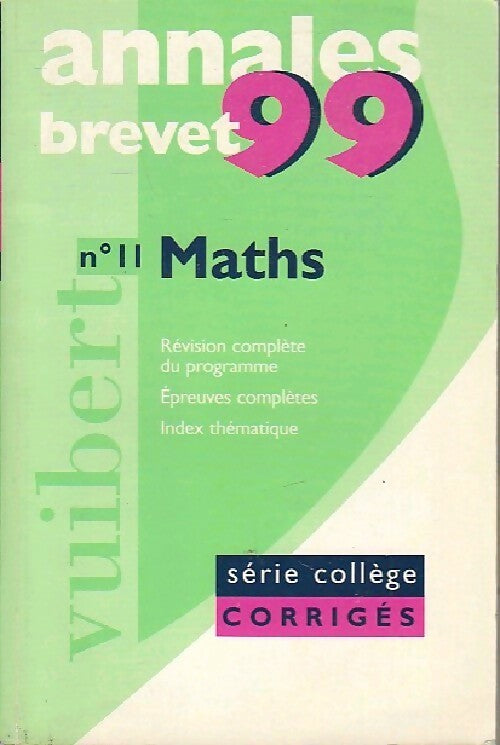 annales
brevet 99
n° 11 Maths
vuibert
Révision complète
du programme
Épreuves complètes
Index thématique
série collège
CORRIGÉS